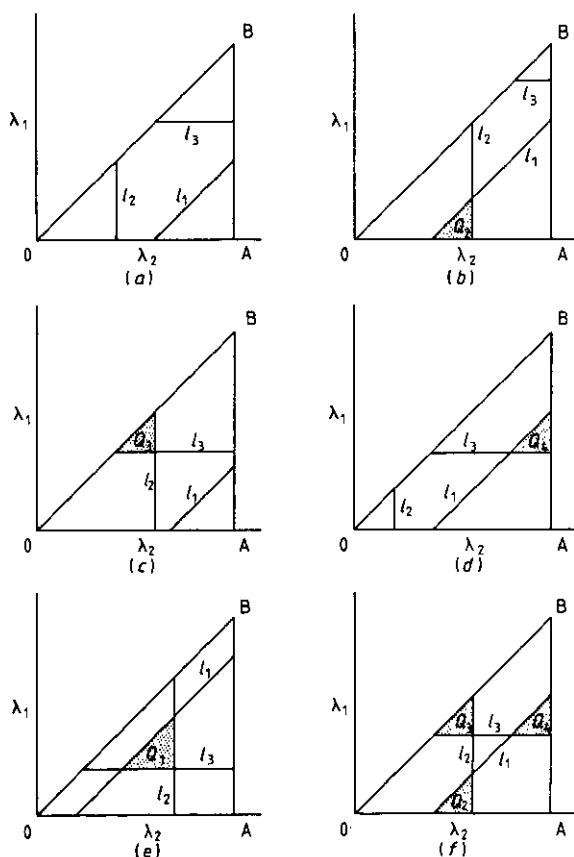 B B
λ₁ l₃ λ₁ l₂ l₃
l₂ l₁ l₁
Q₂
0 λ₂ A 0 λ₂ A
(a) (b)
B B
λ₁ Q₃ l₃ λ₁ l₃ Q₄
l₂ l₁ l₂ l₁
0 λ₂ A 0 λ₂ A
(c) (d)
B B
l₁
λ₁ Q₁ l₃ λ₁ Q₃ l₃ Q₄
l₂ l₂ l₁
Q₂
0 λ₂ A 0 λ₂ A
(e) (f)